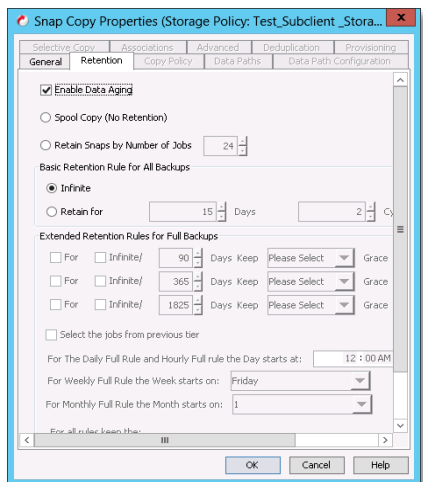 Snap Copy Properties (Storage Policy: Test_Subclient _Stora... x
Selective Copy Associations Advanced Deduplication Provisioning
General Retention Copy Policy Data Paths Data Path Configuration
Enable Data Aging
Spool Copy (No Retention)
Retain Snaps by Number of Jobs 24
Basic Retention Rule for All Backups
Infinite
Retain for 15 Days 2 Cy
Extended Retention Rules for Full Backups
For Infinite/ 90 Days Keep Please Select Grace
For Infinite/ 365 Days Keep Please Select Grace
For Infinite/ 1825 Days Keep Please Select Grace
Select the jobs from previous tier
For The Daily Full Rule and Hourly Full rule the Day starts at: 12 : 00 AM
For Weekly Full Rule the Week starts on: Friday
For Monthly Full Rule the Month starts on: 1
For all rules keep the:
OK Cancel Help